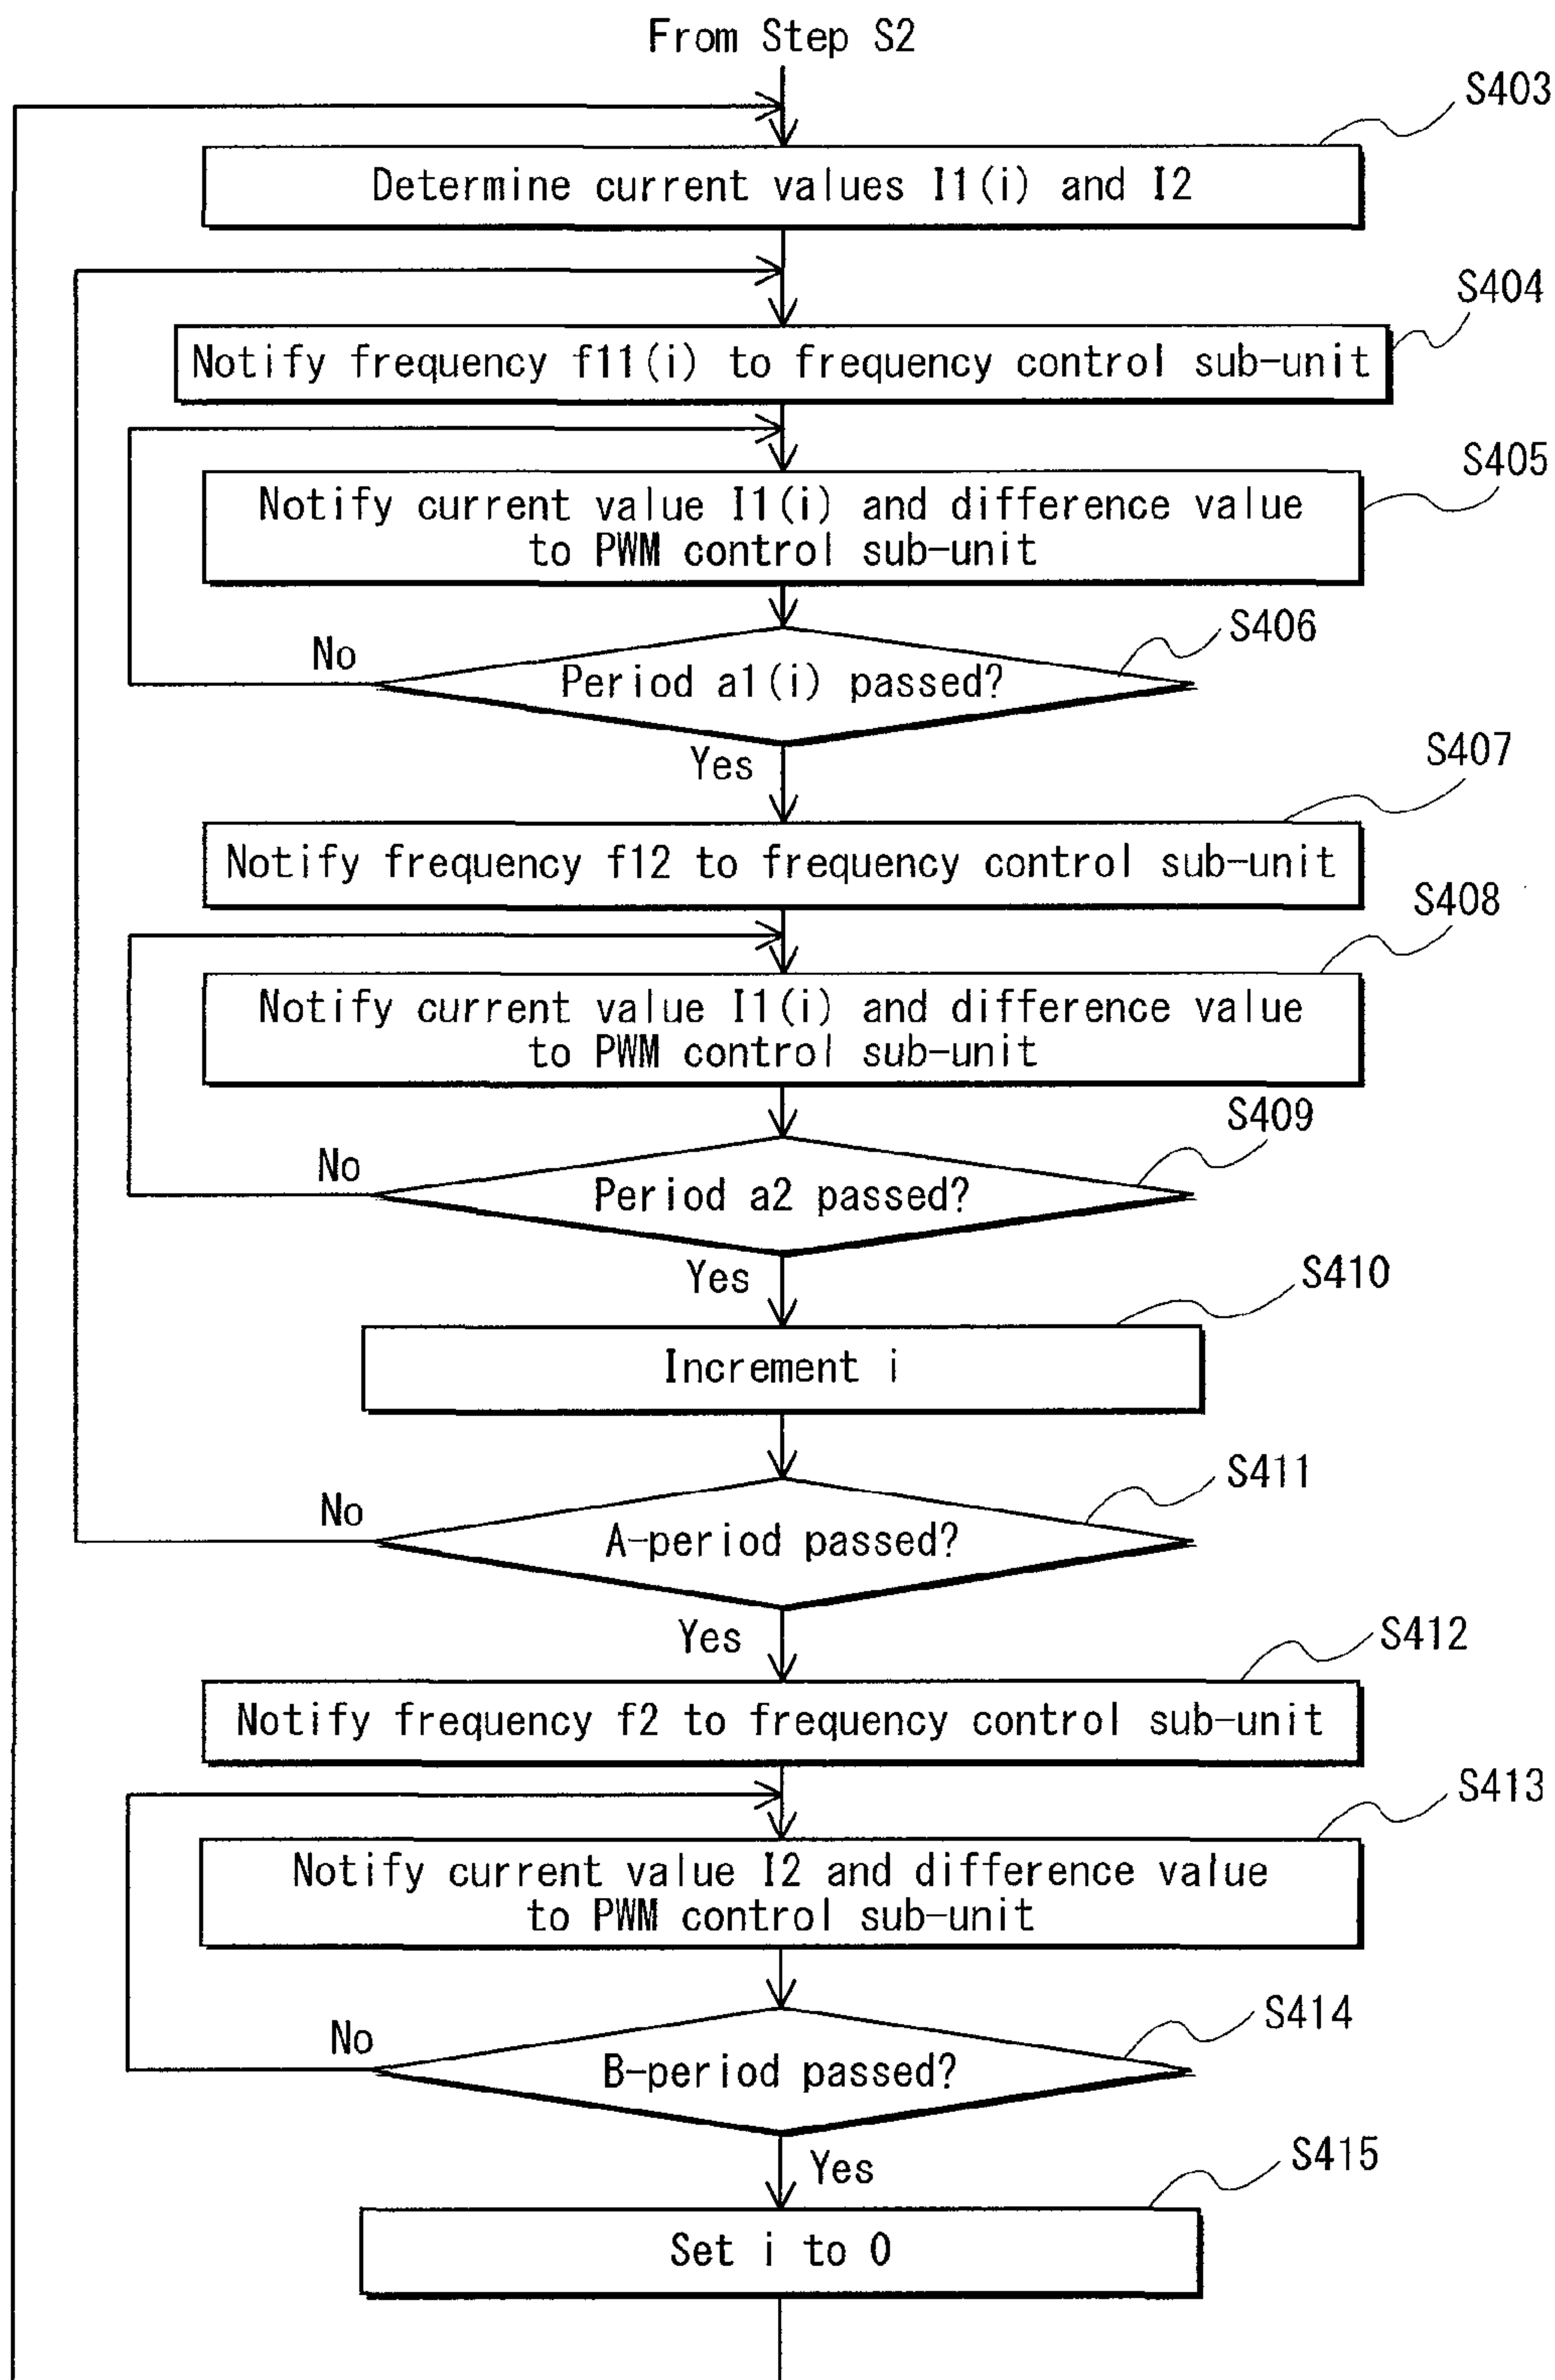 From Step S2
S403
Determine current values I1(i) and I2
S404
Notify frequency f11(i) to frequency control sub-unit
S405
Notify current value I1(i) and difference value
to PWM control sub-unit
S406
No
Period a1(i) passed?
Yes
S407
Notify frequency f12 to frequency control sub-unit
S408
Notify current value I1(i) and difference value
to PWM control sub-unit
S409
No
Period a2 passed?
Yes
S410
Increment i
S411
No
A-period passed?
Yes
S412
Notify frequency f2 to frequency control sub-unit
S413
Notify current value I2 and difference value
to PWM control sub-unit
S414
No
B-period passed?
Yes
S415
Set i to 0